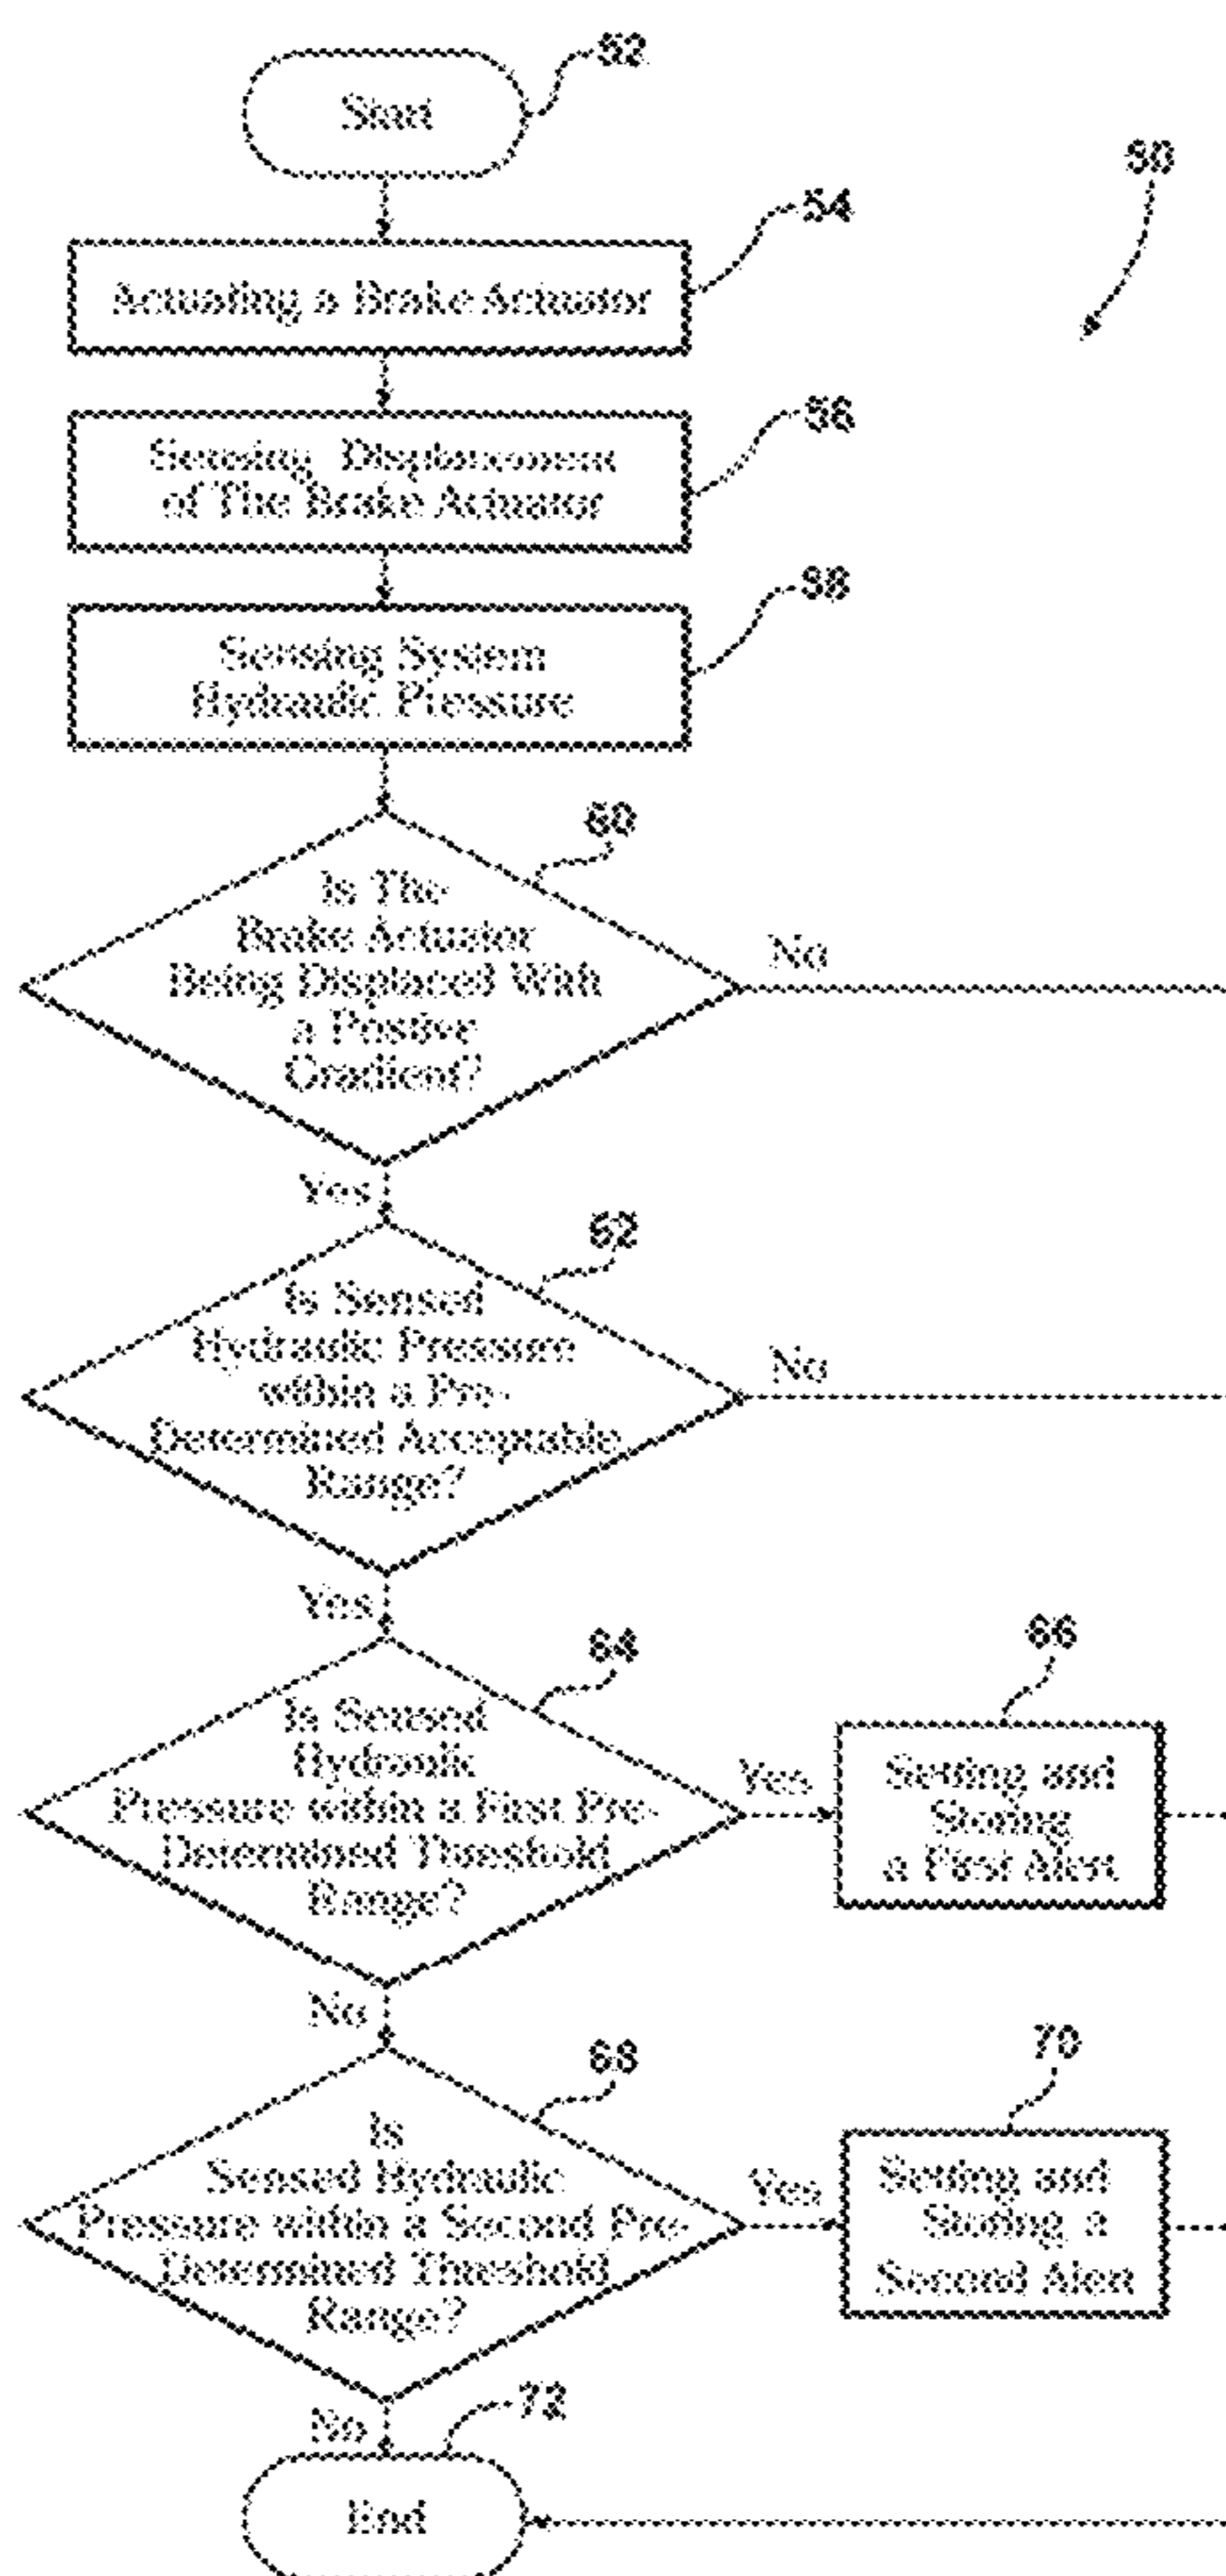 52
Start
50
54
Actuating a Brake Actuator
56
Sensing Displacement
of The Brake Actuator
58
Sensing System
Hydraulic Pressure
60
Is The
Brake Actuator
Being Displaced With
a Postive
Gradient?
No
Yes
62
Is Sensed
Hydraulic Pressure
within a Pre-
Determined Acceptable
Range?
No
Yes
64
66
Is Sensed
Hydraulic
Pressure within a First Pre-
Determined Threshold
Range?
Yes
Setting and
Storing
a First Alert
No
68
70
Is
Sensed Hydraulic
Pressure within a Second Pre-
Determined Threshold
Range?
Yes
Setting and
Storing a
Second Alert
No
72
End